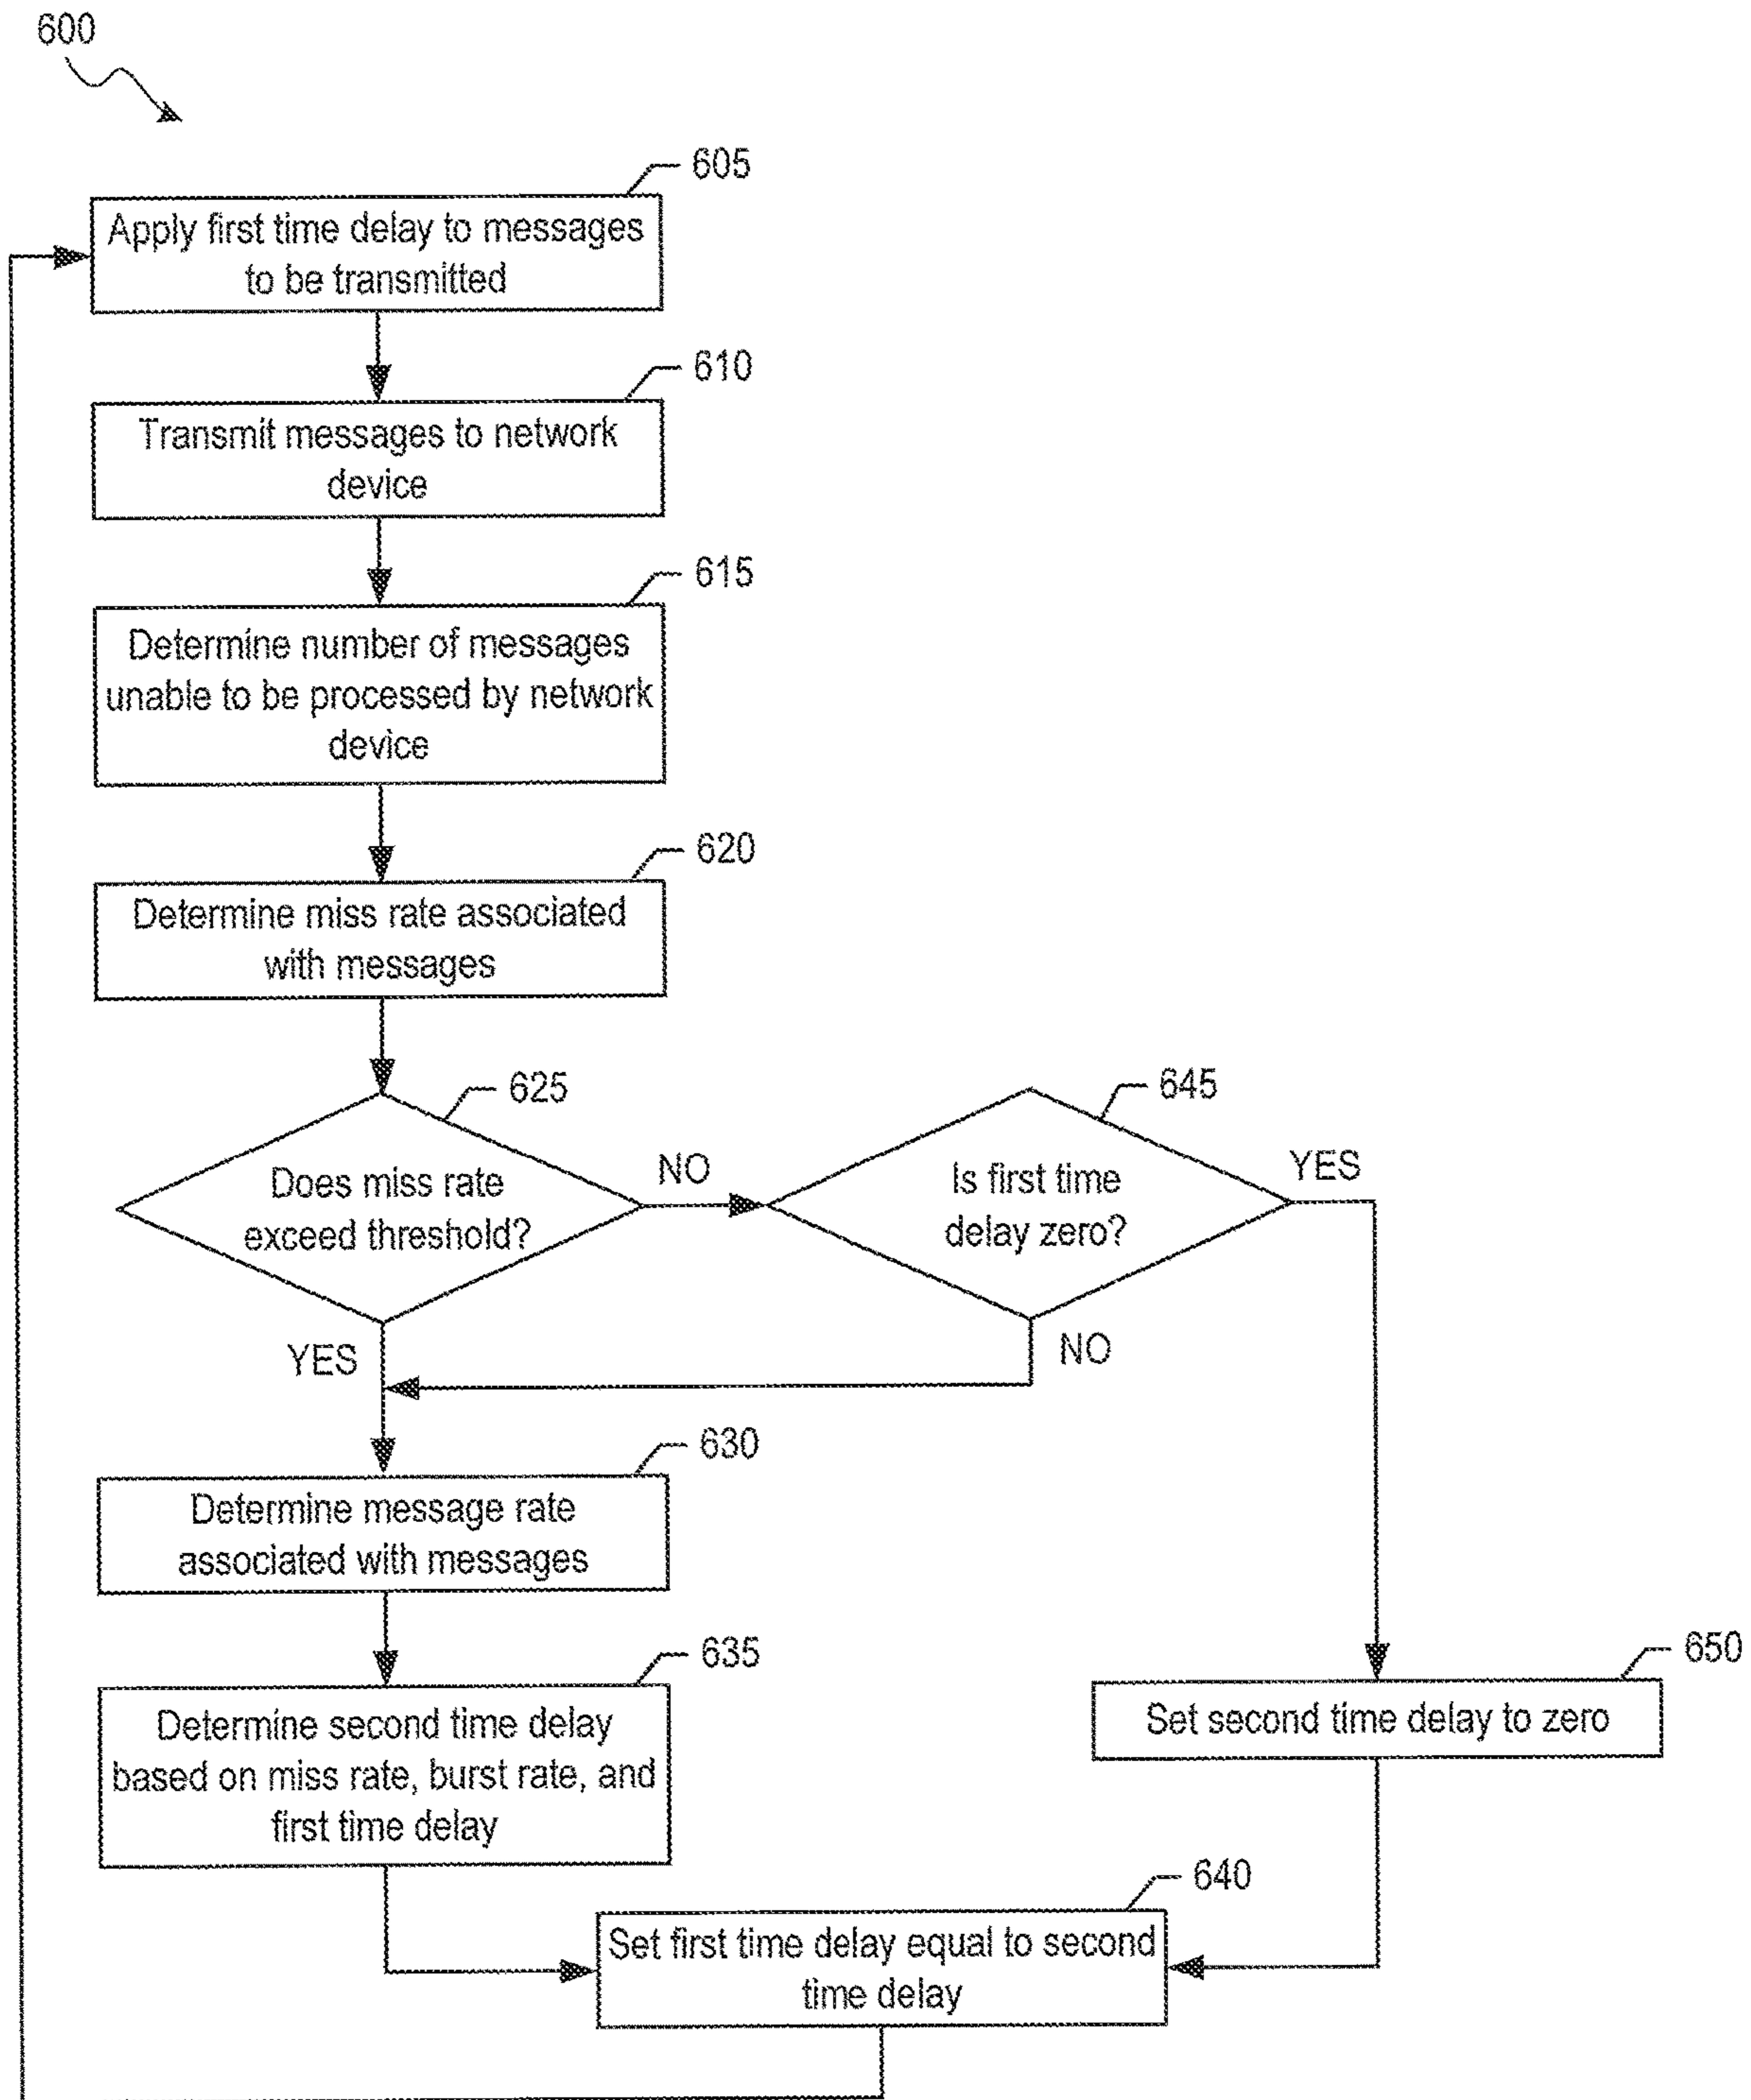 600
605
Apply first time delay to messages
to be transmitted
610
Transmit messages to network
device
615
Determine number of messages
unable to be processed by network
device
620
Determine miss rate associated
with messages
625
645
Does miss rate
exceed threshold?
NO
Is first time
delay zero?
YES
YES
NO
630
Determine message rate
associated with messages
635
650
Determine second time delay
based on miss rate, burst rate, and
first time delay
Set second time delay to zero
640
Set first time delay equal to second
time delay